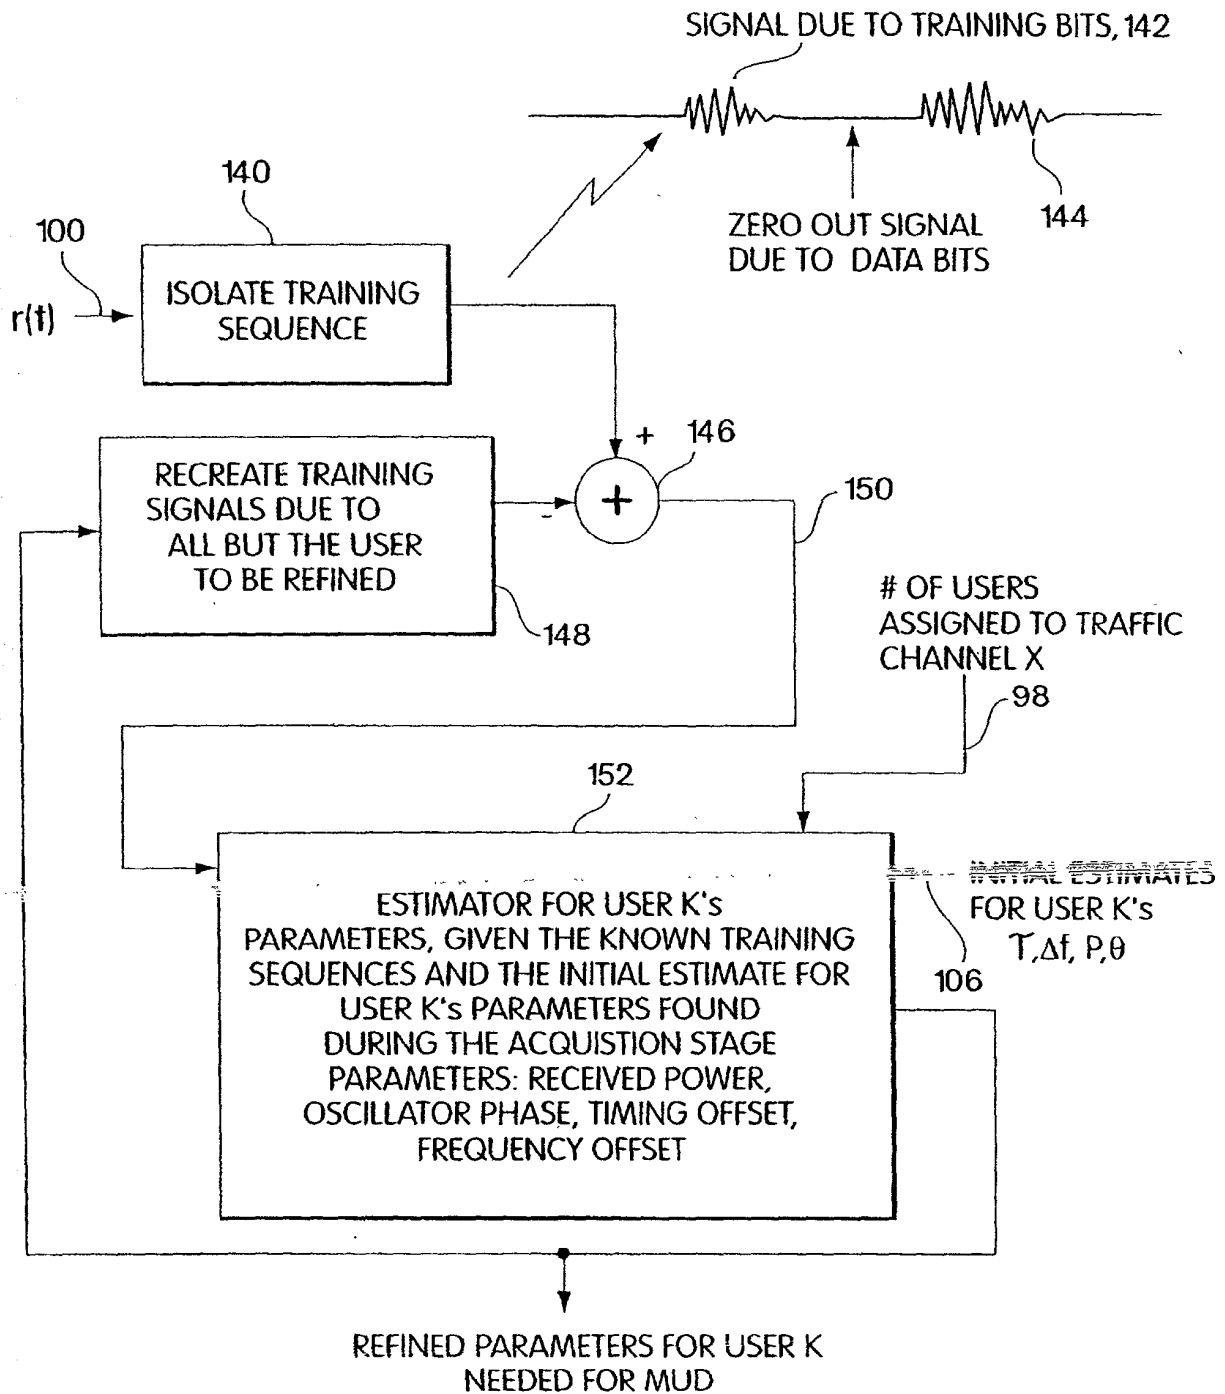 SIGNAL DUE TO TRAINING BITS, 142
140
100
r(t)
ISOLATE TRAINING
SEQUENCE
ZERO OUT SIGNAL
DUE TO DATA BITS
144
RECREATE TRAINING
SIGNALS DUE TO
ALL BUT THE USER
TO BE REFINED
148
+
-
+
146
150
# OF USERS
ASSIGNED TO TRAFFIC
CHANNEL X
98
152
ESTIMATOR FOR USER K's
PARAMETERS, GIVEN THE KNOWN TRAINING
SEQUENCES AND THE INITIAL ESTIMATE FOR
USER K's PARAMETERS FOUND
DURING THE ACQUISTION STAGE
PARAMETERS: RECEIVED POWER,
OSCILLATOR PHASE, TIMING OFFSET,
FREQUENCY OFFSET
INITIAL ESTIMATES
FOR USER K's
τ,Δf, P,θ
106
REFINED PARAMETERS FOR USER K
NEEDED FOR MUD